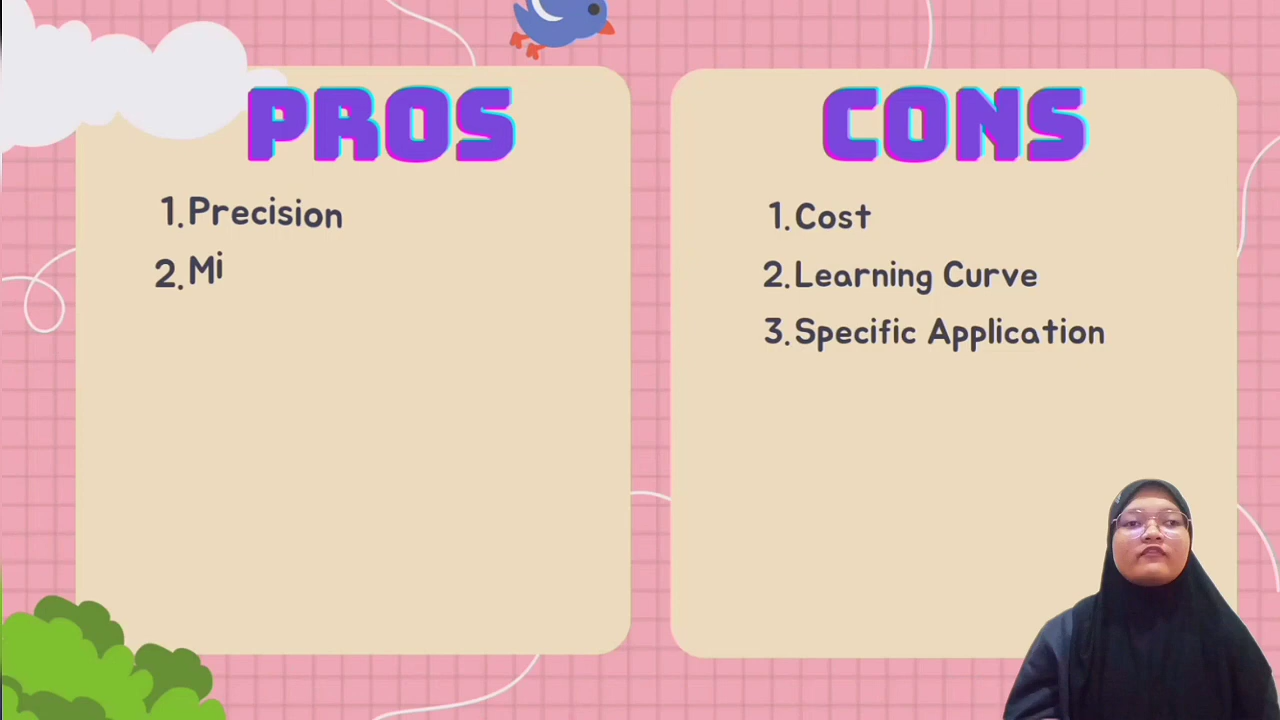 PROS
1. Precision
2. Mi
CONS
1. Cost
2. Learning Curve
3. Specific Application